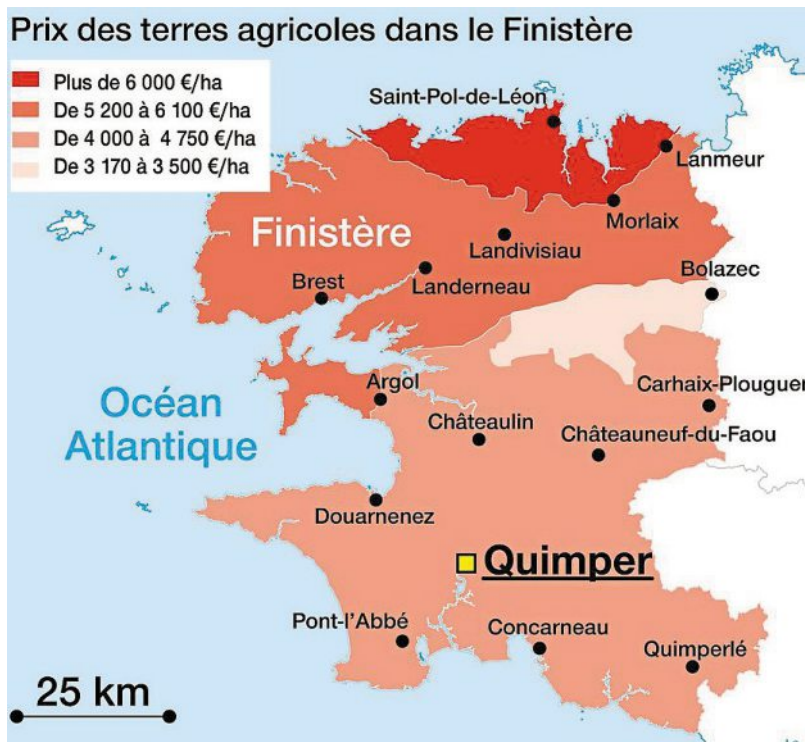 Prix des terres agricoles dans le Finistère
Plus de 6 000 €/ha
De 5 200 à 6 100 €/ha
De 4 000 à 4 750 €/ha
De 3 170 à 3 500 €/ha
Saint-Pol-de-Léon
Lanmeur
Morlaix
Finistère
Landivisiau
Bolazec
Brest
Landerneau
Argol
Carhaix-Plouguer
Océan
Atlantique
Châteaulin
Châteauneuf-du-Faou
Douarnenez
Quimper
Pont-l'Abbé
Concarneau
Quimperlé
25 km